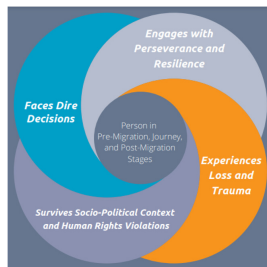 Engages with
Perseverance and
Resilience
Faces Dire
Decisions
Person in
Pre-Migration, Journey,
and Post-Migration
Stages
Experiences
Loss and
Trauma
Survives Socio-Political Context
and Human Rights Violations